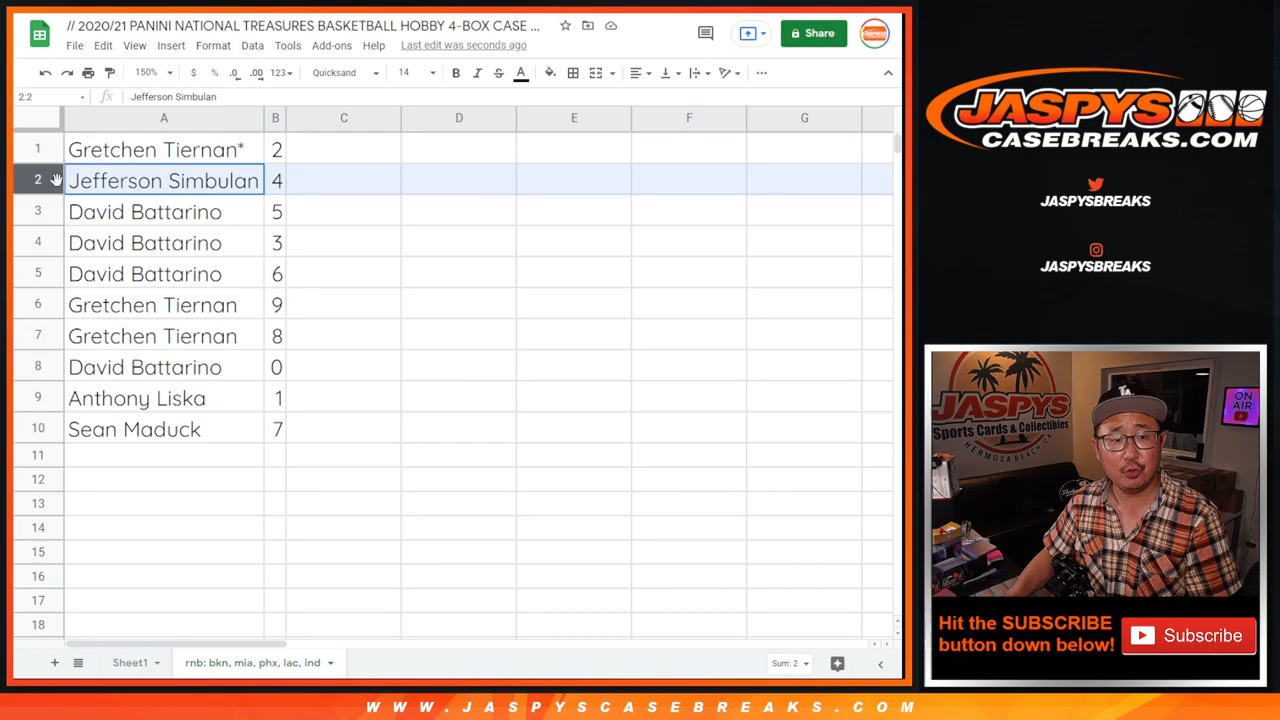 // 2020/21 PANINI NATIONAL TREASURES BASKETBALL HOBBY 4-BOX CASE ...
File Edit View Insert Format Data Tools Add-ons Help Last edit was seconds ago
Share
150% $ % .0 .00 123 Quicksand 14 B I S A
2:2 fx Jefferson Simbulan
A B C D E F G
1 Gretchen Tiernan* 2
2 Jefferson Simbulan 4
3 David Battarino 5
4 David Battarino 3
5 David Battarino 6
6 Gretchen Tiernan 9
7 Gretchen Tiernan 8
8 David Battarino 0
9 Anthony Liska 1
10 Sean Maduck 7
11
12
13
14
15
16
17
18
Sheet1 rnb: bkn, mia, phx, lac, ind Sum: 2
JASPYS
CASEBREAKS.COM
JASPYSBREAKS
JASPYSBREAKS
JASPYS
Sports Cards & Collectibles
HERMOSA BEACH, CA
LA
ON
AIR
Hit the SUBSCRIBE
button down below!
Subscribe
WWW.JASPYSCASEBREAKS.COM